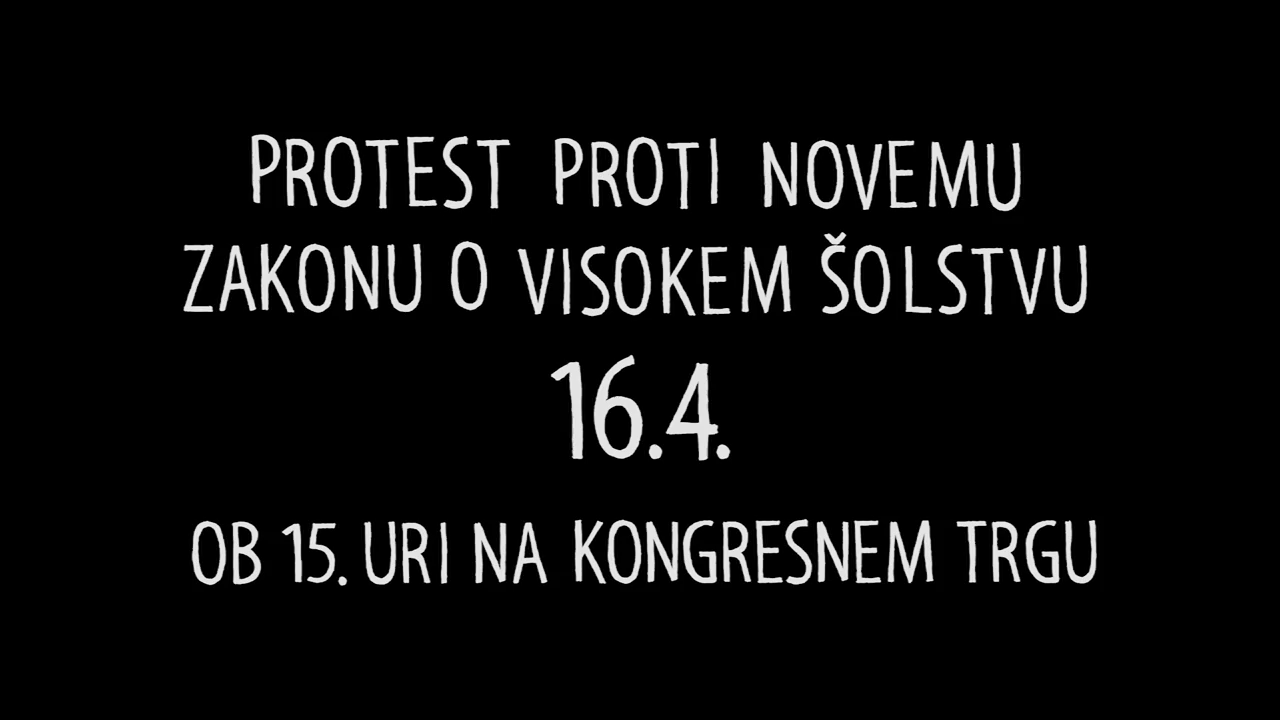 PROTEST PROTI NOVEMU
ZAKONU O VISOKEM ŠOLSTVU
16.4.
OB 15. URI NA KONGRESNEM TRGU